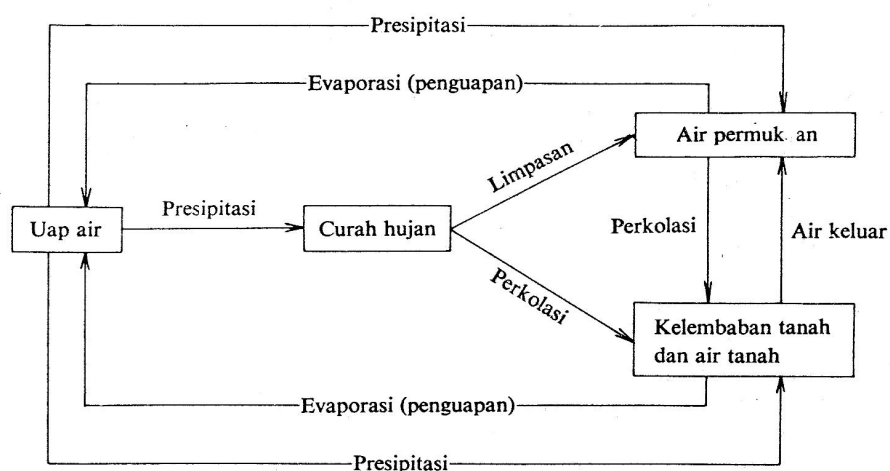 Presipitasi
Evaporasi (penguapan)
Air permuk an
Limpasan
Presipitasi
Uap air
Curah hujan
Perkolasi
Air keluar
Perkolasi
Kelembaban tanah
dan air tanah
Evaporasi (penguapan)
Presipitasi